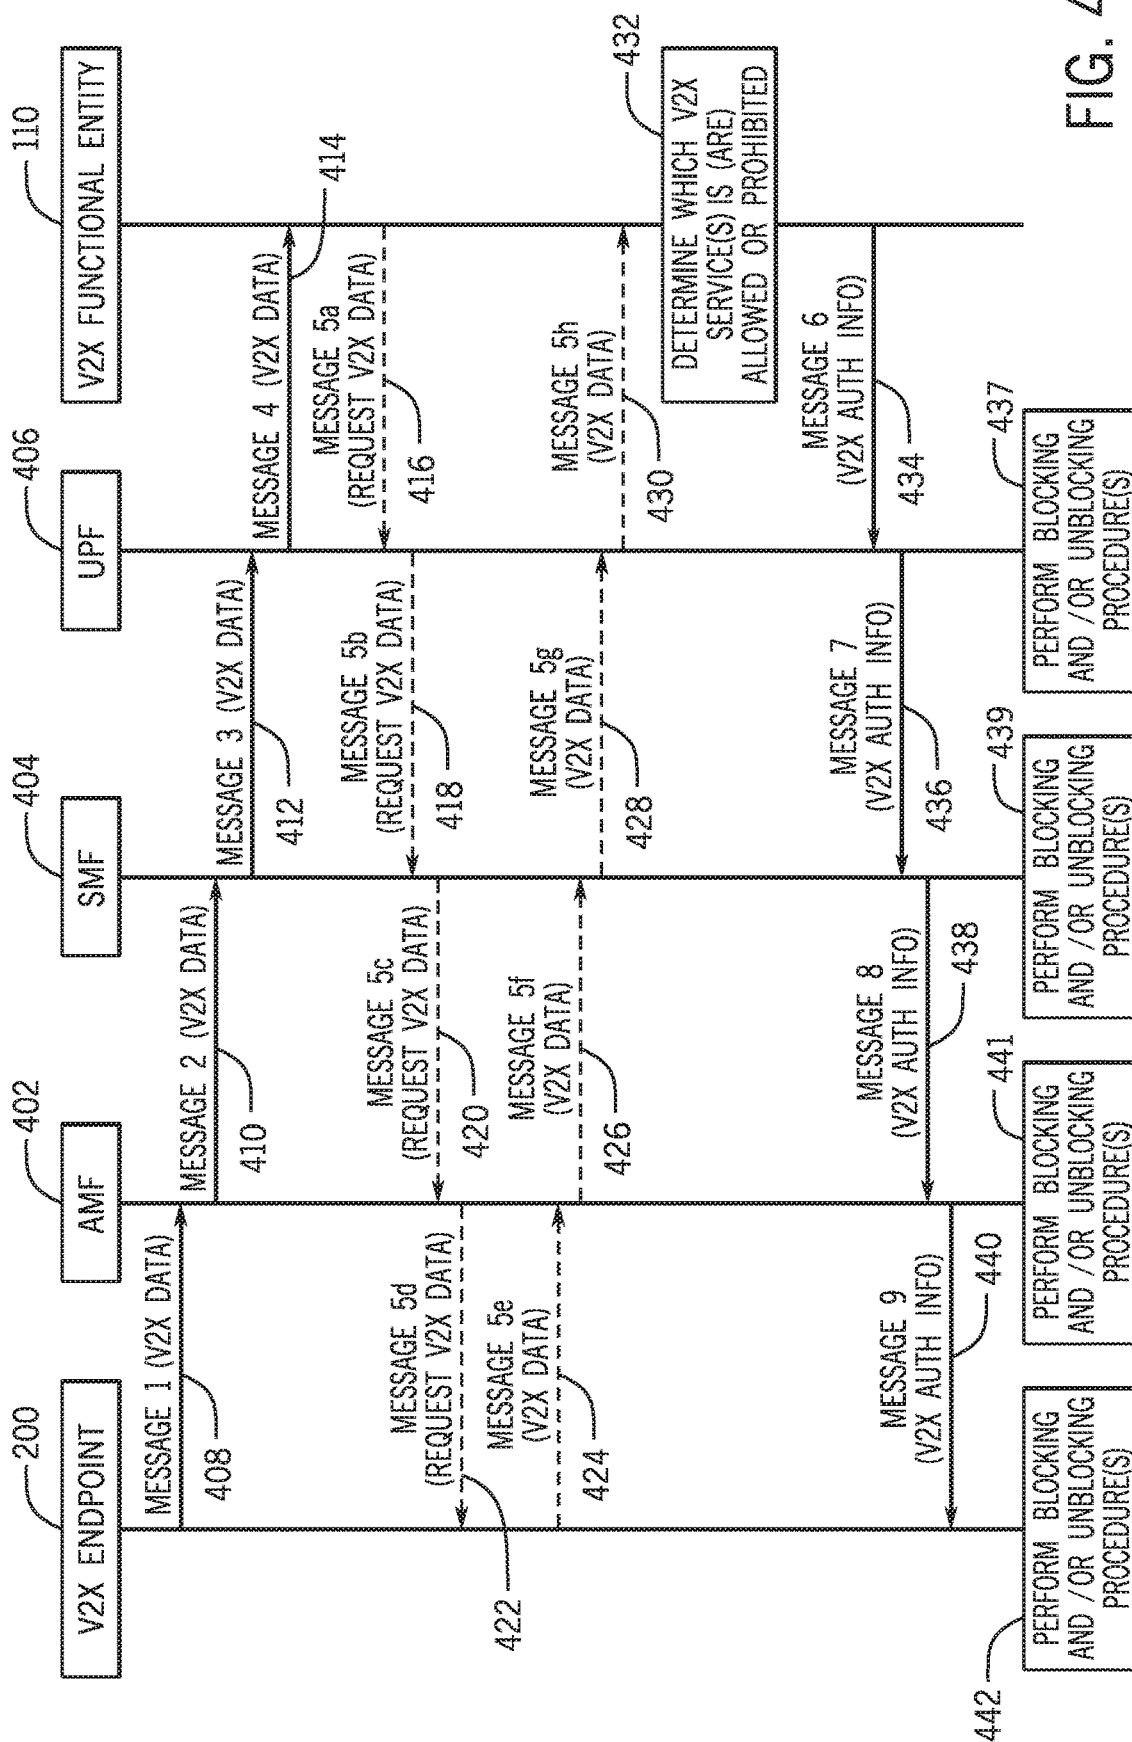 200
V2X ENDPOINT
402
AMF
404
SMF
406
UPF
110
V2X FUNCTIONAL ENTITY
MESSAGE 1 (V2X DATA)
408
MESSAGE 2 (V2X DATA)
410
MESSAGE 3 (V2X DATA)
412
MESSAGE 4 (V2X DATA)
414
MESSAGE 5a
(REQUEST V2X DATA)
416
MESSAGE 5b
(REQUEST V2X DATA)
418
MESSAGE 5c
(REQUEST V2X DATA)
420
MESSAGE 5d
(REQUEST V2X DATA)
422
MESSAGE 5e
(V2X DATA)
424
MESSAGE 5f
(V2X DATA)
426
MESSAGE 5g
(V2X DATA)
428
MESSAGE 5h
(V2X DATA)
430
432
DETERMINE WHICH V2X
SERVICE(S) IS (ARE)
ALLOWED OR PROHIBITED
MESSAGE 6
(V2X AUTH INFO)
434
MESSAGE 7
(V2X AUTH INFO)
436
MESSAGE 8
(V2X AUTH INFO)
438
MESSAGE 9
(V2X AUTH INFO)
440
442
PERFORM BLOCKING
AND /OR UNBLOCKING
PROCEDURE(S)
441
PERFORM BLOCKING
AND /OR UNBLOCKING
PROCEDURE(S)
439
PERFORM BLOCKING
AND /OR UNBLOCKING
PROCEDURE(S)
437
PERFORM BLOCKING
AND /OR UNBLOCKING
PROCEDURE(S)
FIG. 4